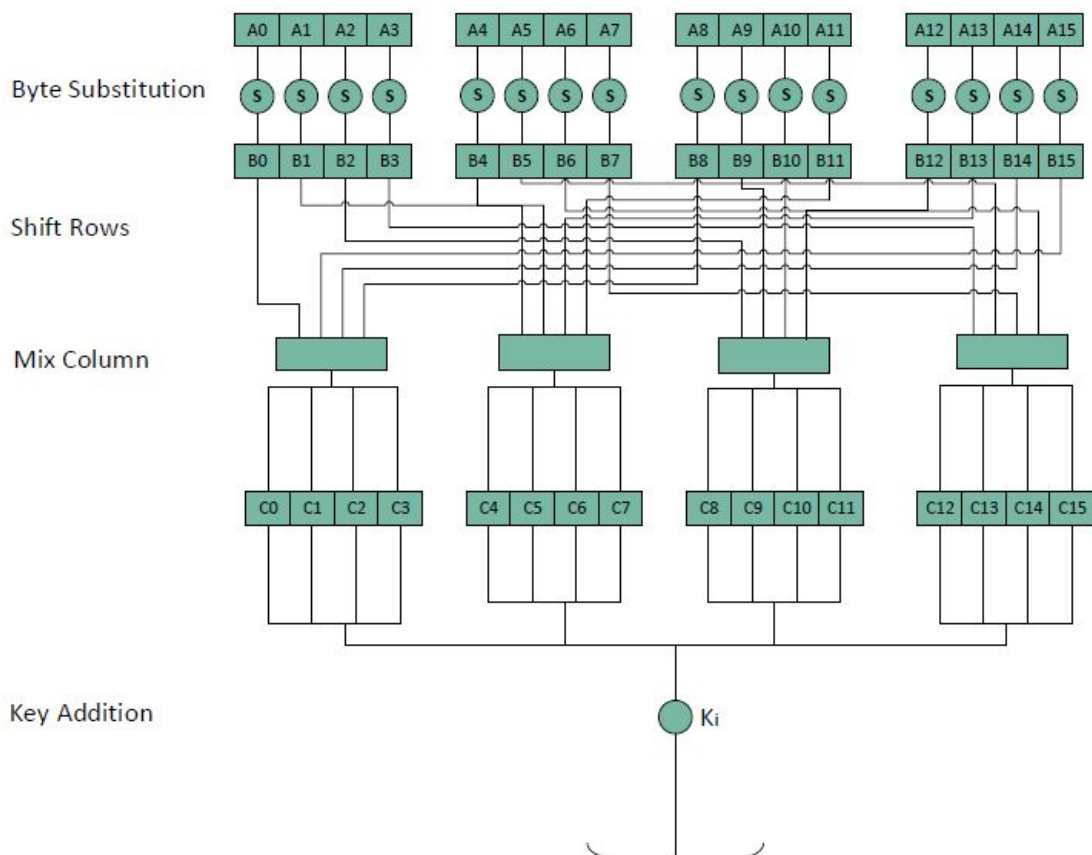 A0 A1 A2 A3 A4 A5 A6 A7 A8 A9 A10 A11 A12 A13 A14 A15
Byte Substitution S S S S S S S S S S S S S S S S
B0 B1 B2 B3 B4 B5 B6 B7 B8 B9 B10 B11 B12 B13 B14 B15
Shift Rows
Mix Column
C0 C1 C2 C3 C4 C5 C6 C7 C8 C9 C10 C11 C12 C13 C14 C15
Key Addition Ki